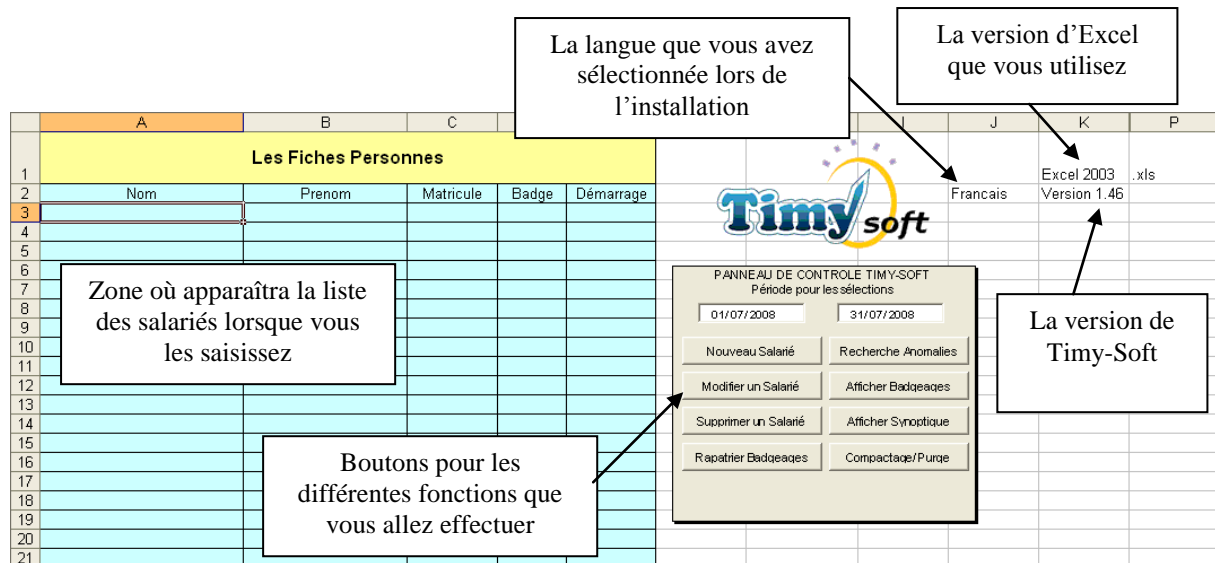 La langue que vous avez
sélectionnée lors de
l'installation
La version d'Excel
que vous utilisez
A B C I J K P
1 Les Fiches Personnes Excel 2003 .xls
2 Nom Prenom Matricule Badge Démarrage Francais Version 1.46
Timy soft
3
4
5
6
7
8
9
10
11
12
13
14
15
16
17
18
19
20
21
Zone où apparaîtra la liste
des salariés lorsque vous
les saisissez
PANNEAU DE CONTROLE TIMY-SOFT
Période pour les sélections
01/07/2008 31/07/2008
Nouveau Salarié Recherche Anomalies
Modifier un Salarié Afficher Badgeages
Supprimer un Salarié Afficher Synoptique
Rapatrier Badgeages Compactage/Purge
La version de
Timy-Soft
Boutons pour les
différentes fonctions que
vous allez effectuer